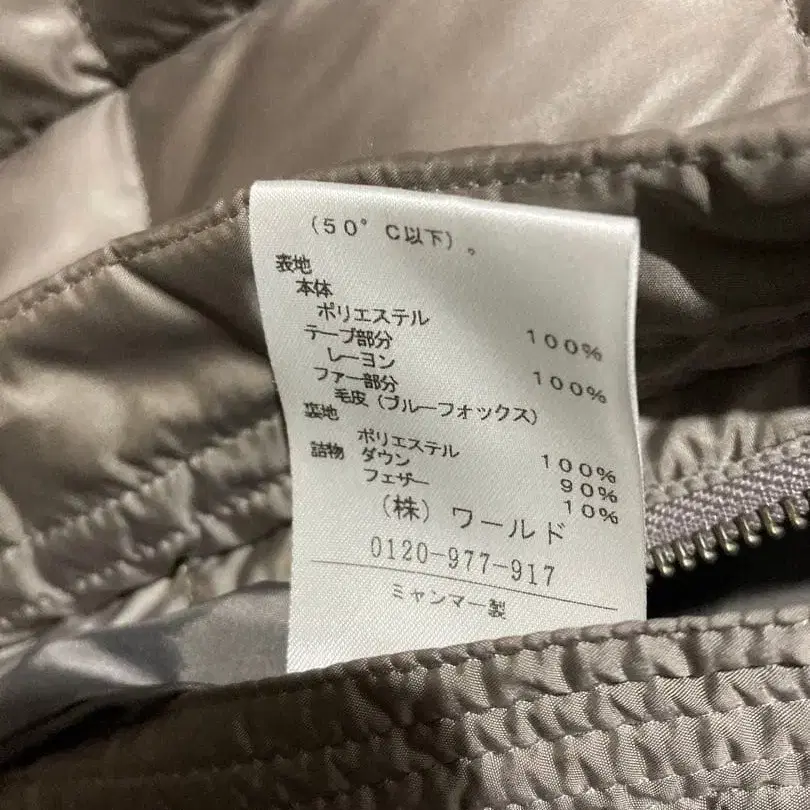 (50°C以下)。
表地
本体
ポリエステル 100%
テープ部分
レーヨン 100%
ファー部分
毛皮(ブルーフォックス)
裏地
ポリエステル 100%
詰物 ダウン 90%
フェザー 10%
(株)ワールド
0120-977-917
ミャンマー製